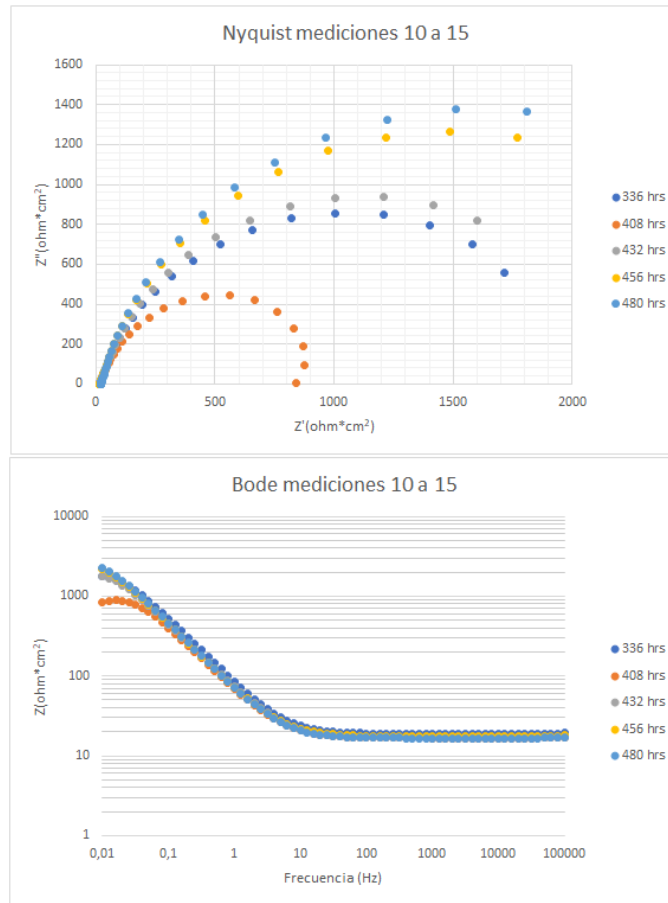 Nyquist mediciones 10 a 15
1600
1400
1200
1000
800
600
400
200
0
Z''(ohm*cm²)
0 500 1000 1500 2000
Z'(ohm*cm²)
336 hrs
408 hrs
432 hrs
456 hrs
480 hrs
Bode mediciones 10 a 15
10000
1000
100
10
1
Z(ohm*cm²)
0,01 0,1 1 10 100 1000 10000 100000
Frecuencia (Hz)
336 hrs
408 hrs
432 hrs
456 hrs
480 hrs